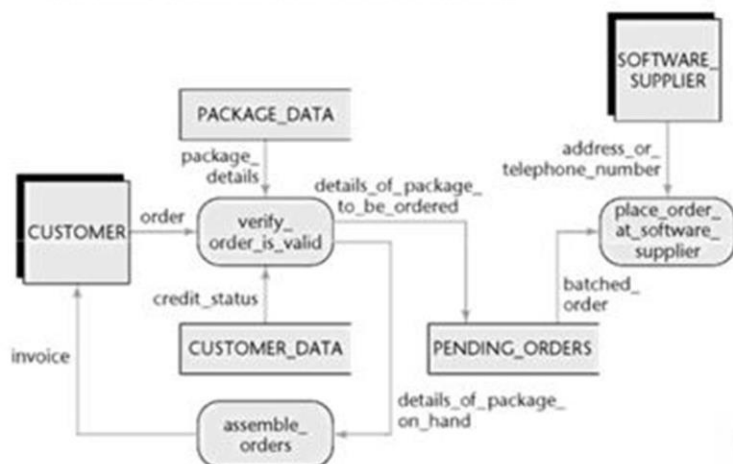 SOFTWARE_
SUPPLIER
PACKAGE_DATA
package_
details
address_or_
telephone_number
details_of_package_
to_be_ordered
CUSTOMER
order
verify_
order_is_valid
place_order_
at_software_
supplier
credit_status
batched_
order
invoice
CUSTOMER_DATA
PENDING_ORDERS
details_of_package_
on_hand
assemble_
orders